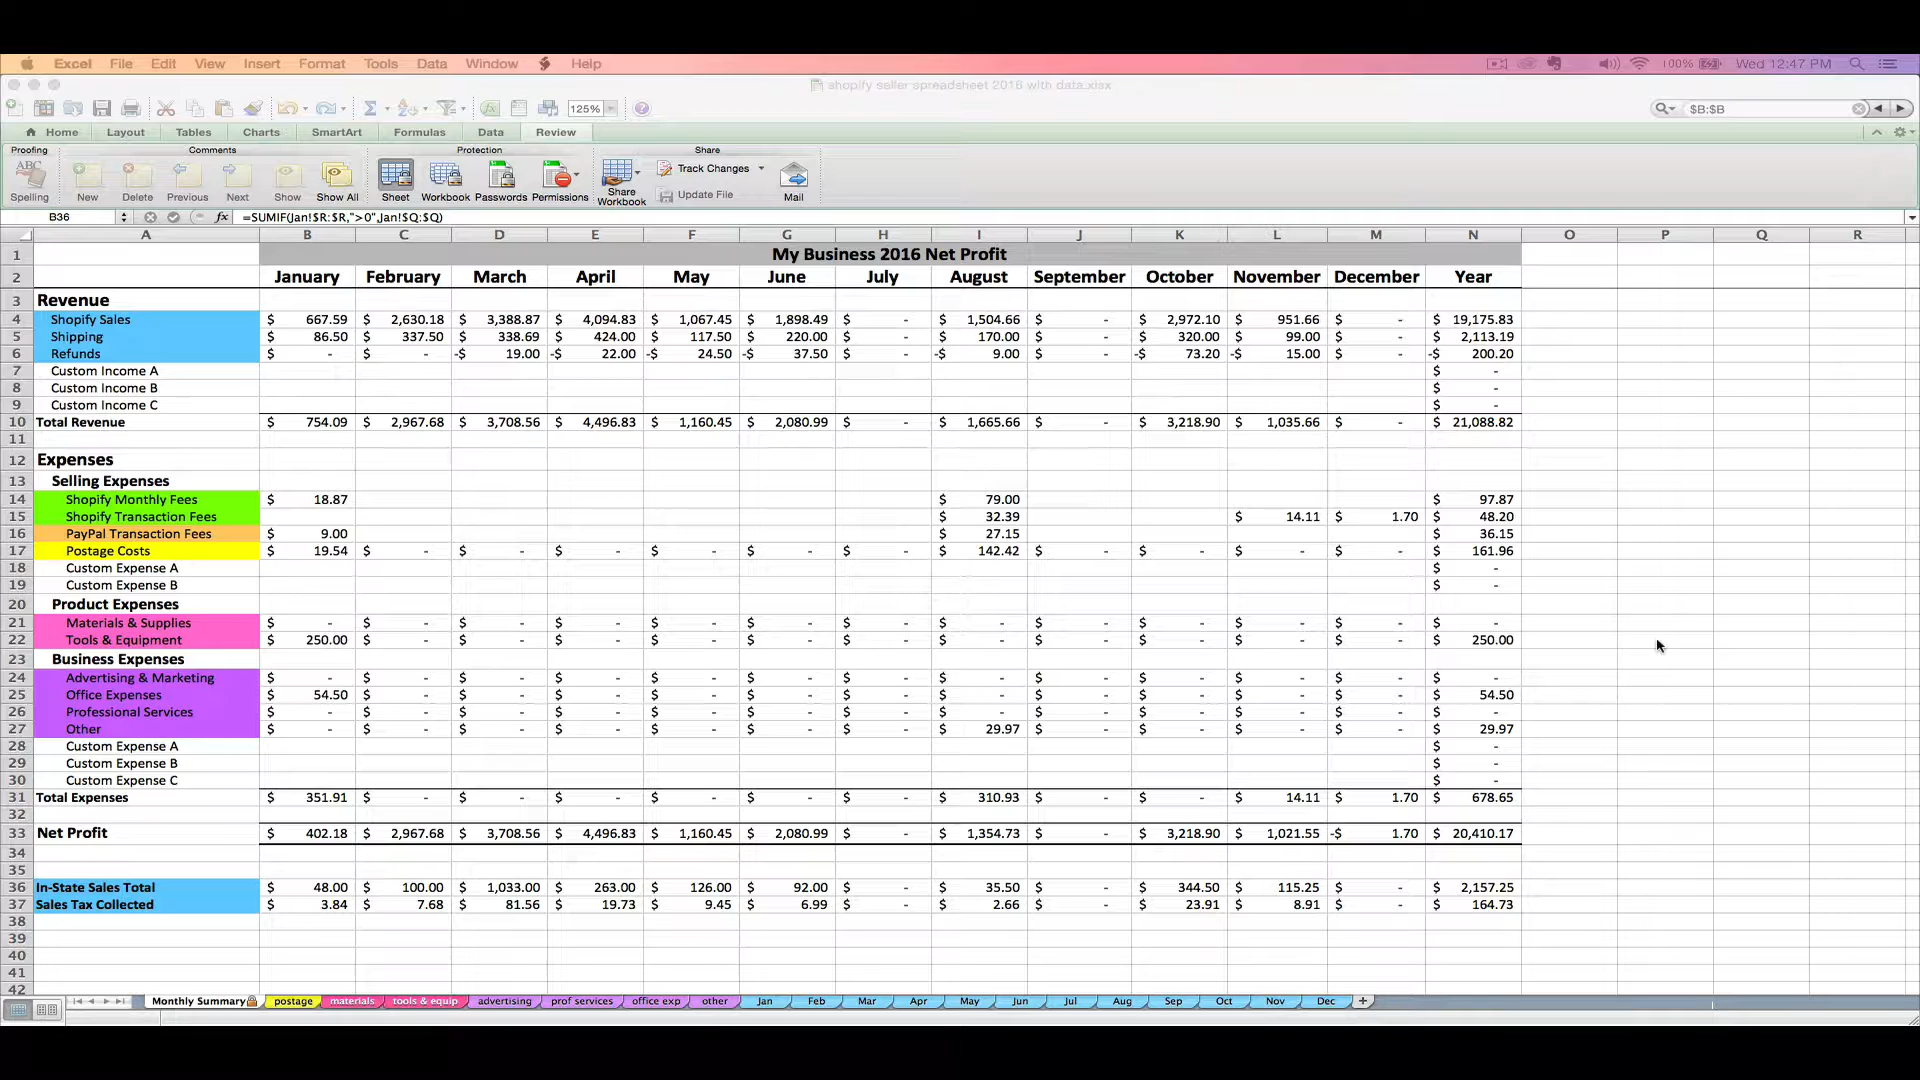 Excel File Edit View Insert Format Tools Data Window Help 100% Wed 12:47 PM
shopify seller spreadsheet 2016 with data.xlsx
125% $B:$B
Home Layout Tables Charts SmartArt Formulas Data Review
Proofing Comments Protection Share
ABC Track Changes
Spelling New Delete Previous Next Show Show All Sheet Workbook Passwords Permissions Share Workbook Update File Mail
B36 fx =SUMIF(Jan!$R:$R,">0",Jan!$Q:$Q)
A B C D E F G H I J K L M N O P Q R
1 My Business 2016 Net Profit
2 January February March April May June July August September October November December Year
3 Revenue
4 Shopify Sales $ 667.59 $ 2,630.18 $ 3,388.87 $ 4,094.83 $ 1,067.45 $ 1,898.49 $ - $ 1,504.66 $ - $ 2,972.10 $ 951.66 $ - $ 19,175.83
5 Shipping $ 86.50 $ 337.50 $ 338.69 $ 424.00 $ 117.50 $ 220.00 $ - $ 170.00 $ - $ 320.00 $ 99.00 $ - $ 2,113.19
6 Refunds $ - $ - -$ 19.00 -$ 22.00 -$ 24.50 -$ 37.50 $ - -$ 9.00 $ - -$ 73.20 -$ 15.00 $ - -$ 200.20
7 Custom Income A $ -
8 Custom Income B $ -
9 Custom Income C $ -
10 Total Revenue $ 754.09 $ 2,967.68 $ 3,708.56 $ 4,496.83 $ 1,160.45 $ 2,080.99 $ - $ 1,665.66 $ - $ 3,218.90 $ 1,035.66 $ - $ 21,088.82
11
12 Expenses
13 Selling Expenses
14 Shopify Monthly Fees $ 18.87 $ 79.00 $ 97.87
15 Shopify Transaction Fees $ 32.39 $ 14.11 $ 1.70 $ 48.20
16 PayPal Transaction Fees $ 9.00 $ 27.15 $ 36.15
17 Postage Costs $ 19.54 $ - $ - $ - $ - $ - $ - $ 142.42 $ - $ - $ - $ - $ 161.96
18 Custom Expense A $ -
19 Custom Expense B $ -
20 Product Expenses
21 Materials & Supplies $ - $ - $ - $ - $ - $ - $ - $ - $ - $ - $ - $ - $ -
22 Tools & Equipment $ 250.00 $ - $ - $ - $ - $ - $ - $ - $ - $ - $ - $ - $ 250.00
23 Business Expenses
24 Advertising & Marketing $ - $ - $ - $ - $ - $ - $ - $ - $ - $ - $ - $ - $ -
25 Office Expenses $ 54.50 $ - $ - $ - $ - $ - $ - $ - $ - $ - $ - $ - $ 54.50
26 Professional Services $ - $ - $ - $ - $ - $ - $ - $ - $ - $ - $ - $ - $ -
27 Other $ - $ - $ - $ - $ - $ - $ - $ 29.97 $ - $ - $ - $ - $ 29.97
28 Custom Expense A $ -
29 Custom Expense B $ -
30 Custom Expense C $ -
31 Total Expenses $ 351.91 $ - $ - $ - $ - $ - $ - $ 310.93 $ - $ - $ 14.11 $ 1.70 $ 678.65
32
33 Net Profit $ 402.18 $ 2,967.68 $ 3,708.56 $ 4,496.83 $ 1,160.45 $ 2,080.99 $ - $ 1,354.73 $ - $ 3,218.90 $ 1,021.55 -$ 1.70 $ 20,410.17
34
35
36 In-State Sales Total $ 48.00 $ 100.00 $ 1,033.00 $ 263.00 $ 126.00 $ 92.00 $ - $ 35.50 $ - $ 344.50 $ 115.25 $ - $ 2,157.25
37 Sales Tax Collected $ 3.84 $ 7.68 $ 81.56 $ 19.73 $ 9.45 $ 6.99 $ - $ 2.66 $ - $ 23.91 $ 8.91 $ - $ 164.73
38
39
40
41
42
Monthly Summary postage materials tools & equip advertising prof services office exp other Jan Feb Mar Apr May Jun Jul Aug Sep Oct Nov Dec +